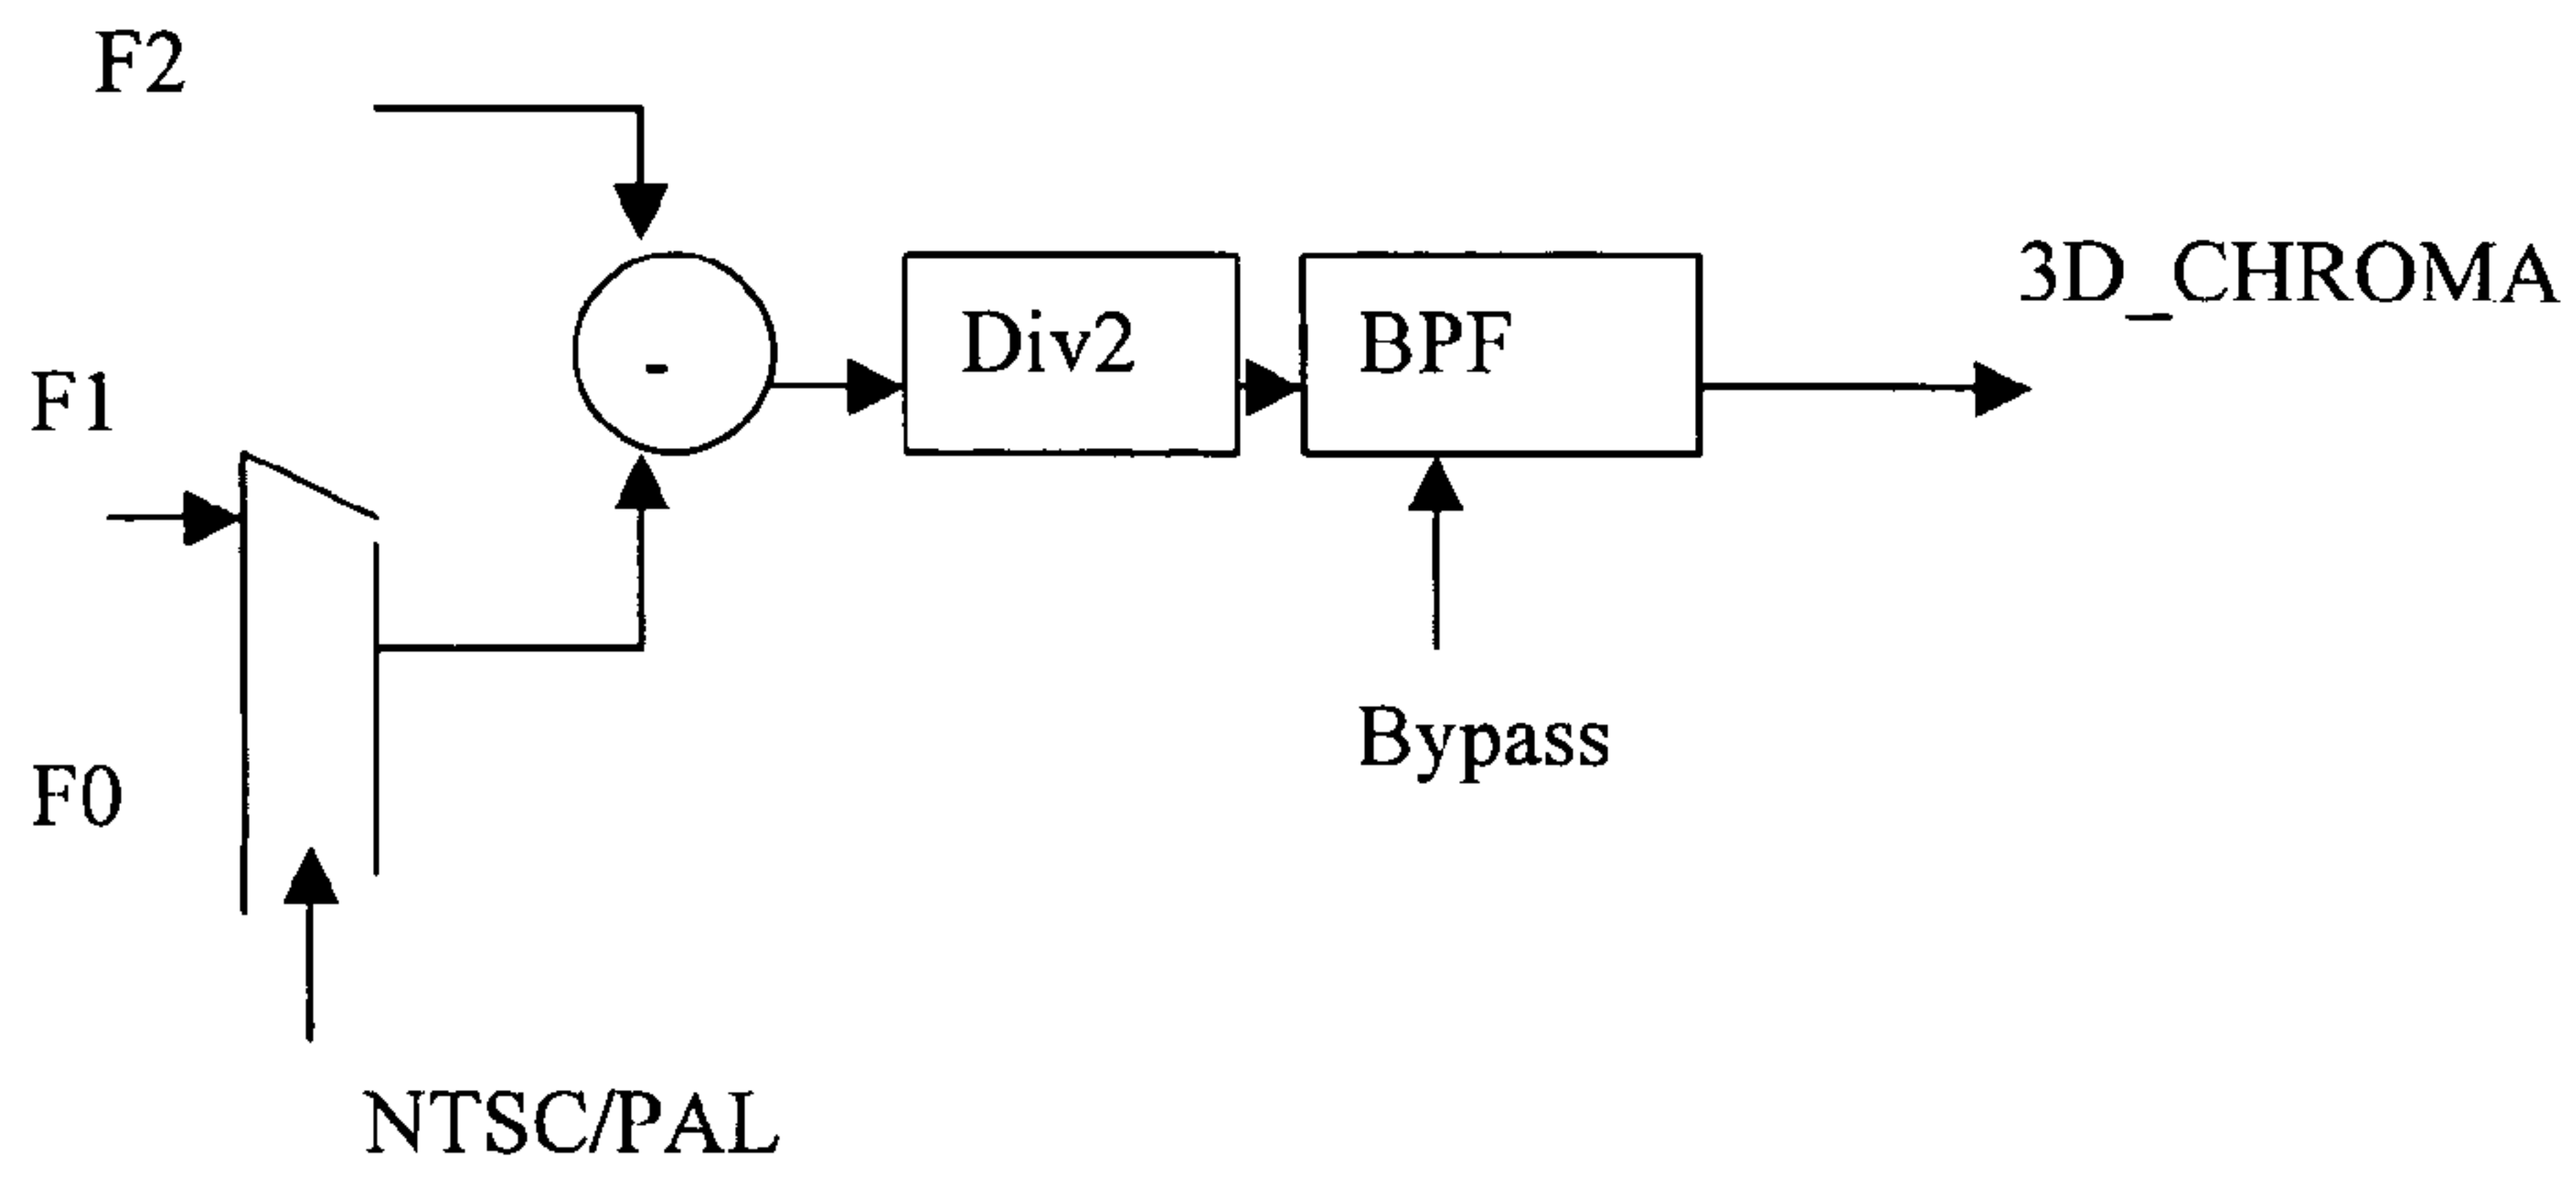 F2
3D_CHROMA
Div2
BPF
-
F1
Bypass
F0
NTSC/PAL